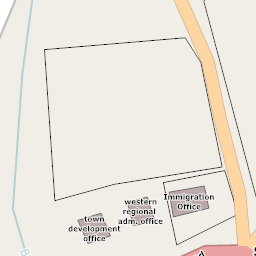 Immigration
Office
western
regional
adm. office
town
development
office